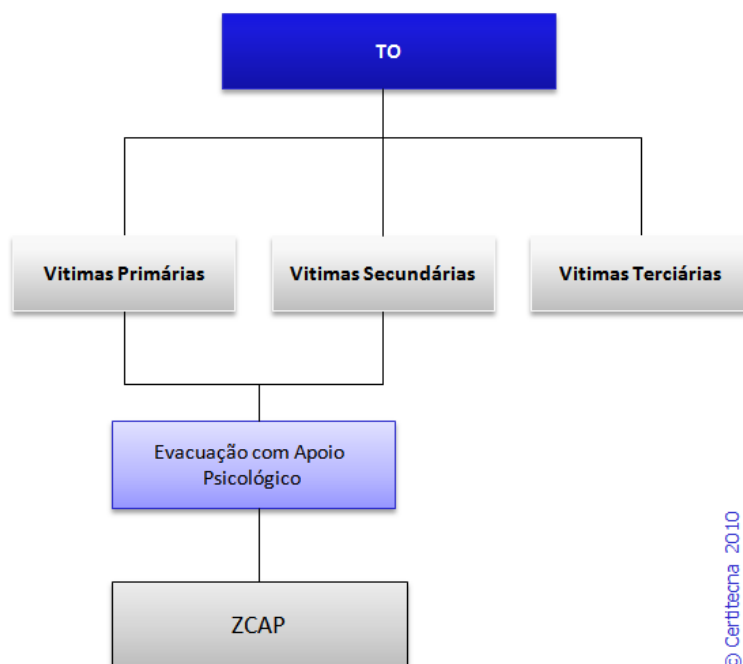 TO
Vitimas Primárias
Vitimas Secundárias
Vitimas Terciárias
Evacuação com Apoio
Psicológico
ZCAP
© Certitecna 2010